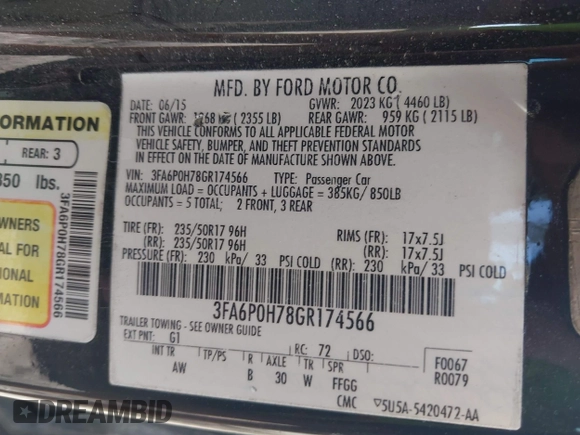 MFD. BY FORD MOTOR CO.
DATE: 06/15 GVWR: 2023 KG ( 4460 LB)
FRONT GAWR: KG ( 2355 LB) REAR GAWR: 959 KG ( 2115 LB)
THIS VEHICLE CONFORMS TO ALL APPLICABLE FEDERAL MOTOR
VEHICLE SAFETY, BUMPER, AND THEFT PREVENTION STANDARDS
IN EFFECT ON THE DATE OF MANUFACTURE SHOWN ABOVE.
VIN: 3FA6P0H78GR174566 TYPE: Passenger Car
MAXIMUM LOAD = OCCUPANTS + LUGGAGE = 385KG/ 850LB
OCCUPANTS = 5 TOTAL; 2 FRONT, 3 REAR
TIRE (FR): 235/50R17 96H RIMS (FR): 17x7.5J
(RR): 235/50R17 96H (RR): 17x7.5J
PRESSURE (FR): 230 kPa/ 33 PSI COLD (RR): 230 kPa/ 33 PSI COLD
3FA6P0H78GR174566
TRAILER TOWING - SEE OWNER GUIDE
EXT PNT: G1 RC: 72 DSO: F0067
INT TR TP/PS R AXLE TR SPR R0079
AW B 30 W FFGG
CMC 5U5A-5420472-AA
FORMATION
REAR: 3
850 lbs.
WNERS
AL FOR
IONAL
MATION
3FA6P0H78GR174566
DREAMBID